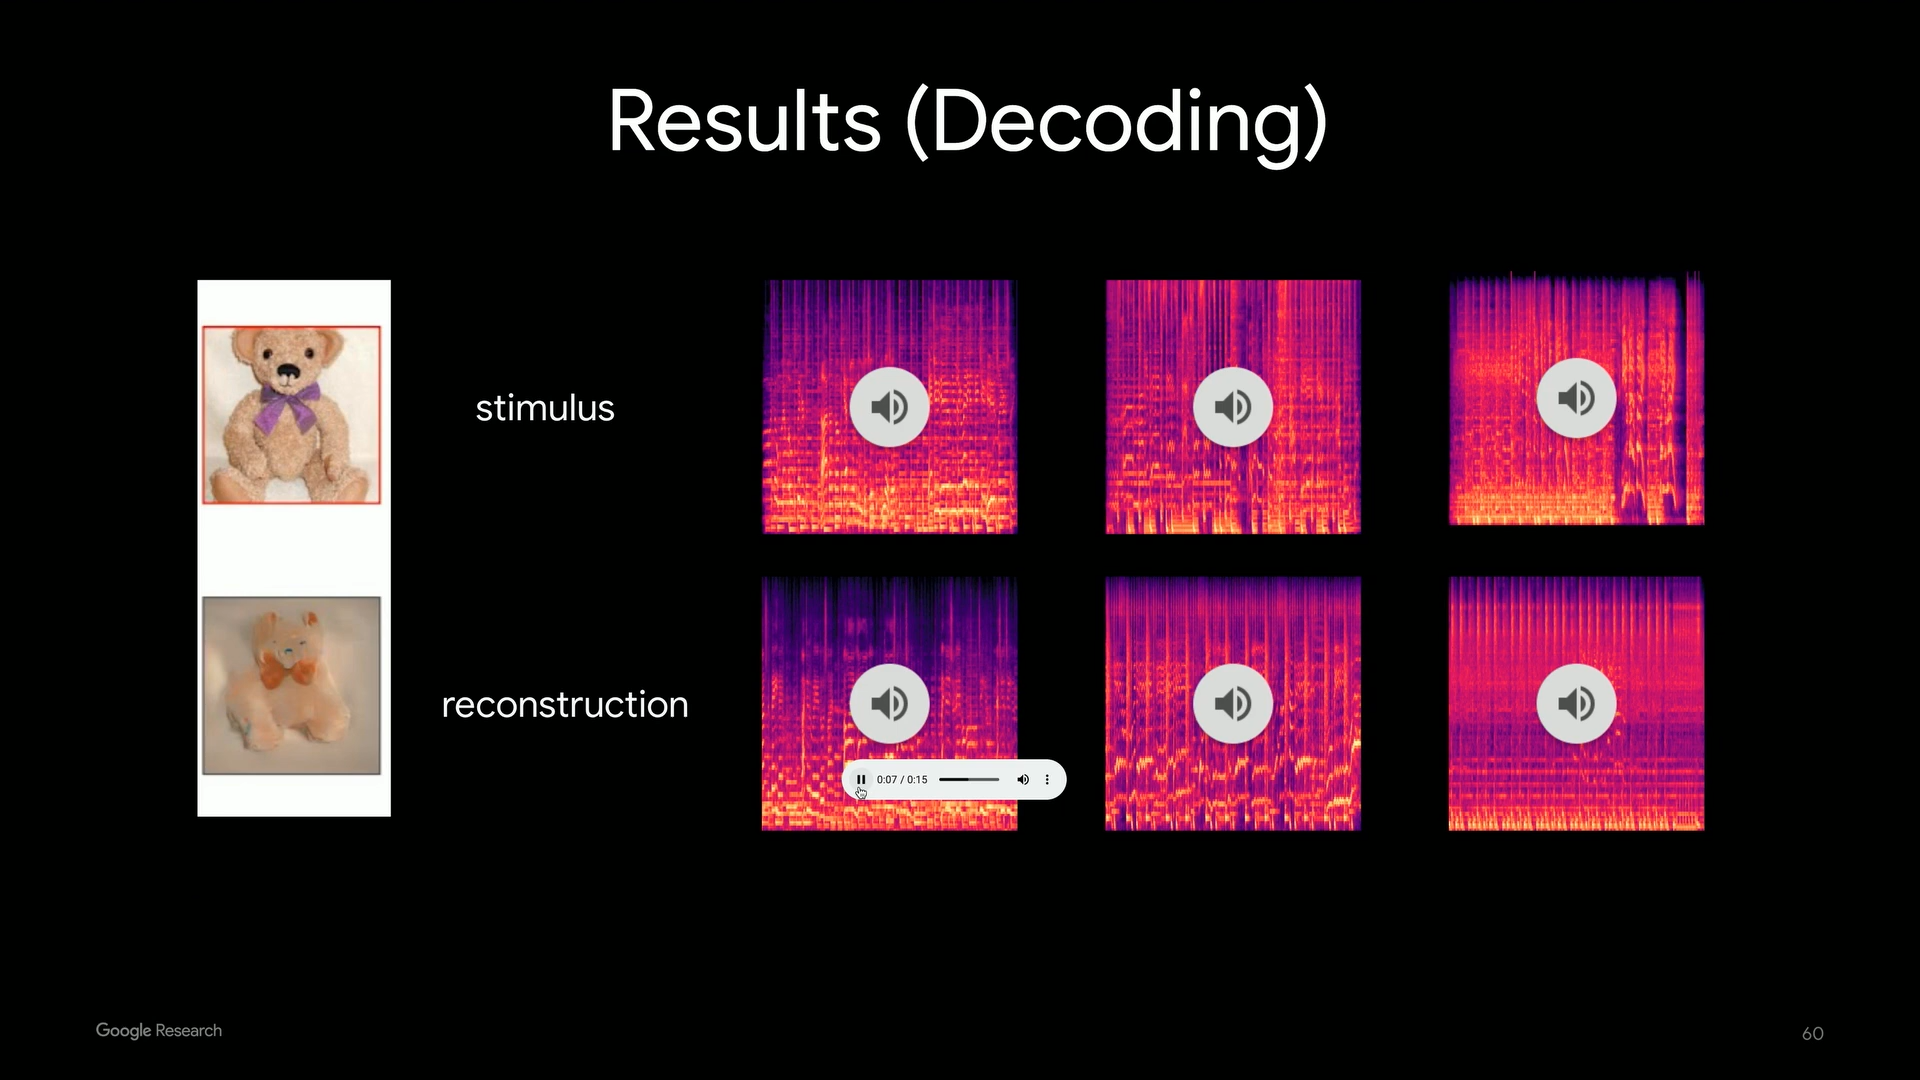 Results (Decoding)
stimulus
reconstruction
0:07 / 0:15
Google Research
60